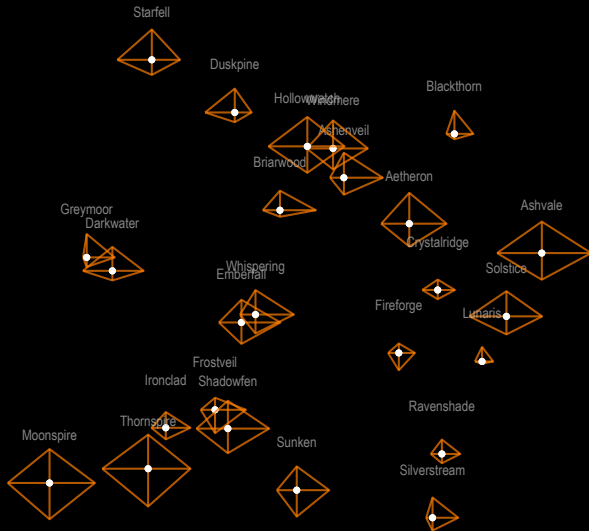 Starfell
Duskpine
Blackthorn
Hollowwatch
Windmere
Ashenveil
Briarwood
Aetheron
Ashvale
Greymoor
Darkwater
Crystalridge
Whispering
Solstice
Emberfall
Fireforge
Lunaris
Frostveil
Ironclad
Shadowfen
Ravenshade
Thornspire
Moonspire
Sunken
Silverstream